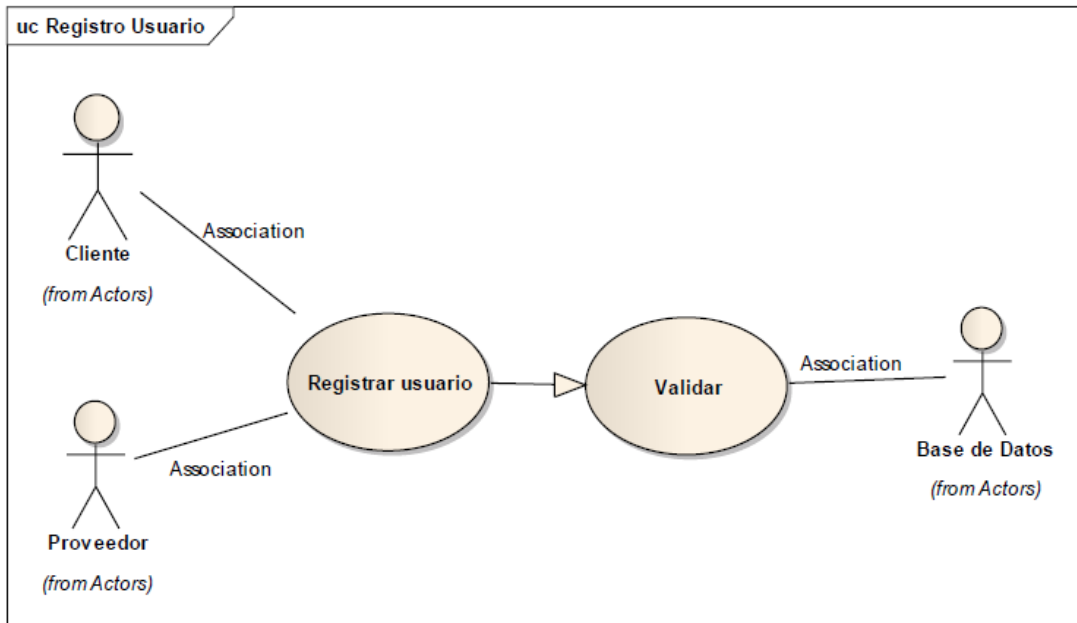 uc Registro Usuario
Cliente
(from Actors)
Association
Registrar usuario
Validar
Association
Base de Datos
(from Actors)
Association
Proveedor
(from Actors)